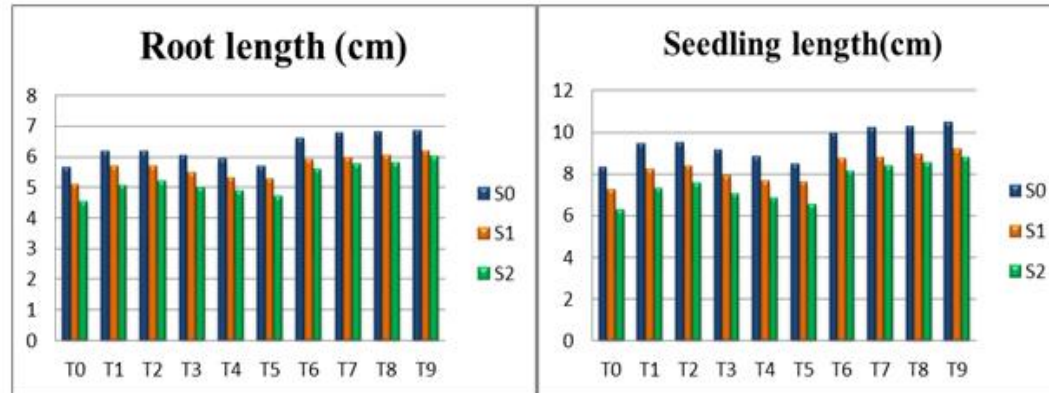 Root length (cm)
8
7
6
5
4
3
2
1
0
T0 T1 T2 T3 T4 T5 T6 T7 T8 T9
S0
S1
S2
Seedling length(cm)
12
10
8
6
4
2
0
T0 T1 T2 T3 T4 T5 T6 T7 T8 T9
S0
S1
S2